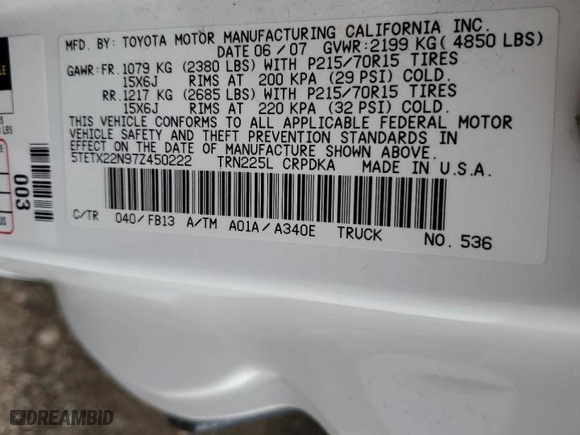 MFD. BY: TOYOTA MOTOR MANUFACTURING CALIFORNIA INC.
DATE 06/07 GVWR:2199 KG(4850 LBS)
GAWR:FR. 1079 KG (2380 LBS) WITH P215/70R15 TIRES
15X6J RIMS AT 200 KPA (29 PSI) COLD.
RR. 1217 KG (2685 LBS) WITH P215/70R15 TIRES
15X6J RIMS AT 220 KPA (32 PSI) COLD.
THIS VEHICLE CONFORMS TO ALL APPLICABLE FEDERAL MOTOR
VEHICLE SAFETY AND THEFT PREVENTION STANDARDS IN
EFFECT ON THE DATE OF MANUFACTURE SHOWN ABOVE.
5TETX22N97Z450222 TRN225L CRPDKA MADE IN U.S.A.
C/TR 040/FB13 A/TM A01A/A340E TRUCK NO. 536
LBS
003
DREAMBID